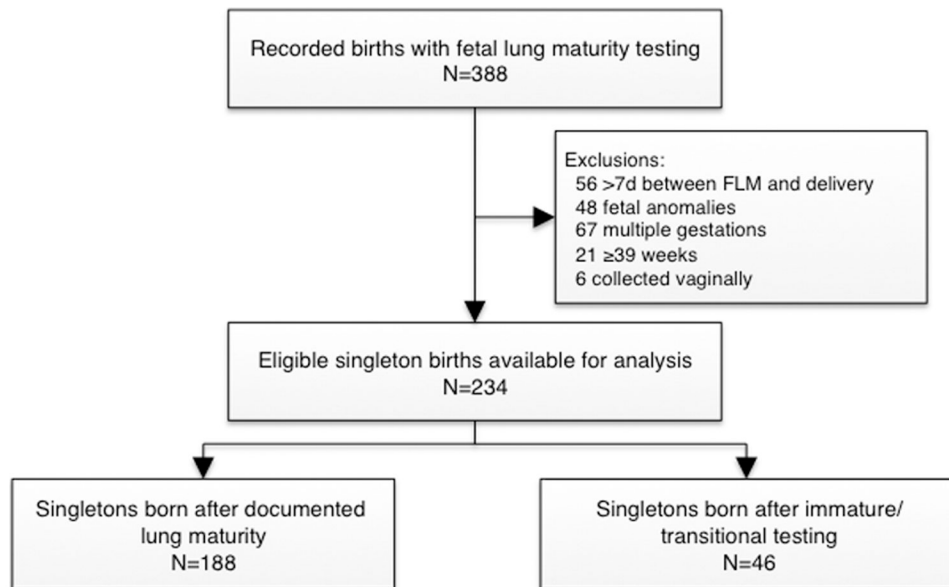 Recorded births with fetal lung maturity testing
N=388
Exclusions:
56 >7d between FLM and delivery
48 fetal anomalies
67 multiple gestations
21 ≥39 weeks
6 collected vaginally
Eligible singleton births available for analysis
N=234
Singletons born after documented
lung maturity
N=188
Singletons born after immature/
transitional testing
N=46